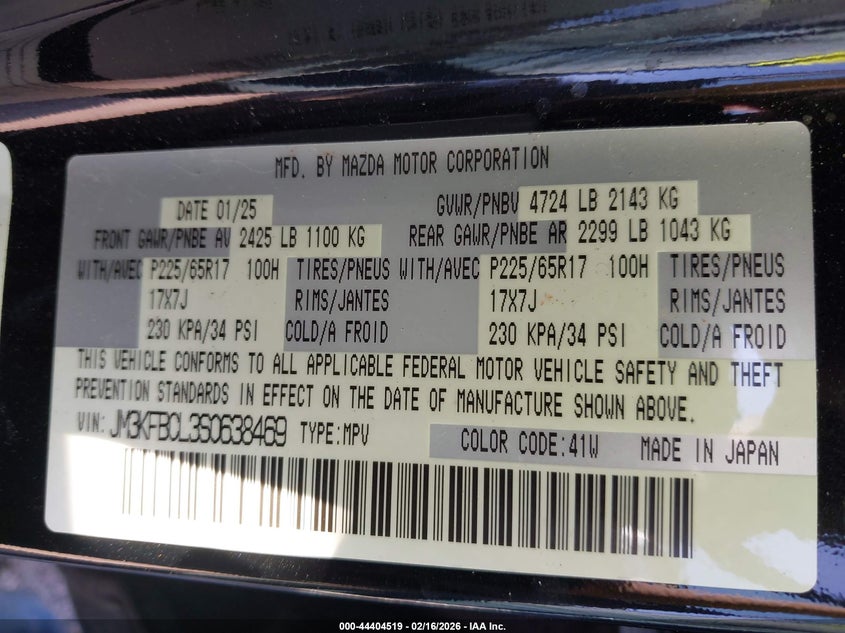 MFD. BY MAZDA MOTOR CORPORATION
DATE 01/25 GVWR/PNBV 4724 LB 2143 KG
FRONT GAWR/PNBE AV 2425 LB 1100 KG REAR GAWR/PNBE AR 2299 LB 1043 KG
WITH/AVEC P225/65R17 100H TIRES/PNEUS WITH/AVEC P225/65R17 100H TIRES/PNEUS
17X7J RIMS/JANTES 17X7J RIMS/JANTES
230 KPA/34 PSI COLD/A FROID 230 KPA/34 PSI COLD/A FROID
THIS VEHICLE CONFORMS TO ALL APPLICABLE FEDERAL MOTOR VEHICLE SAFETY AND THEFT
PREVENTION STANDARDS IN EFFECT ON THE DATE OF MANUFACTURE SHOWN ABOVE.
VIN: JM3KFBCL3S0638469 TYPE:MPV COLOR CODE:41W MADE IN JAPAN
000-44404519 - 02/16/2026 - IAA Inc.